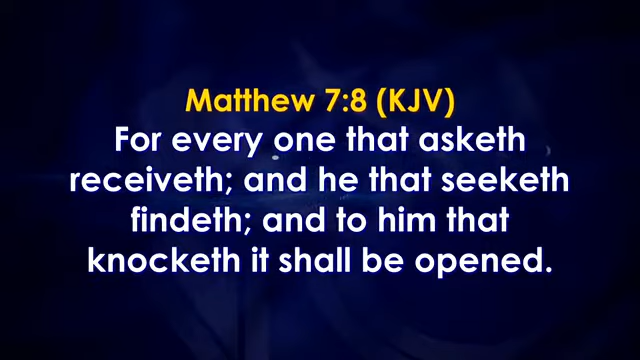 Matthew 7:8 (KJV)
For every one that asketh
receiveth; and he that seeketh
findeth; and to him that
knocketh it shall be opened.